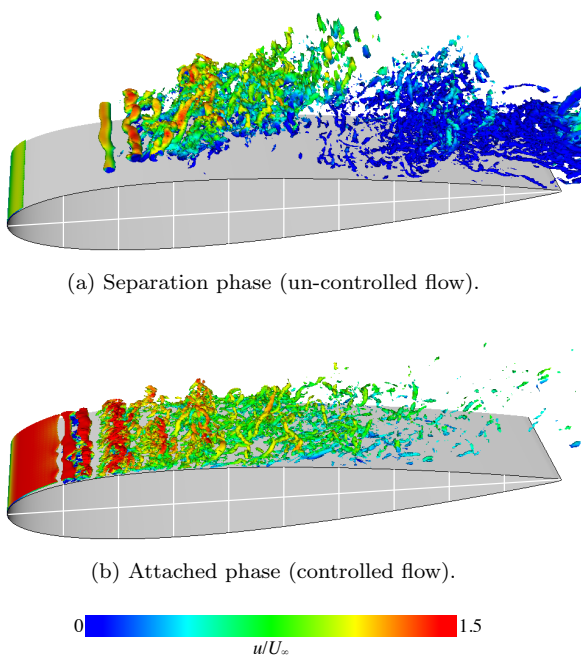 (a) Separation phase (un-controlled flow).
(b) Attached phase (controlled flow).
0 1.5
u/U∞